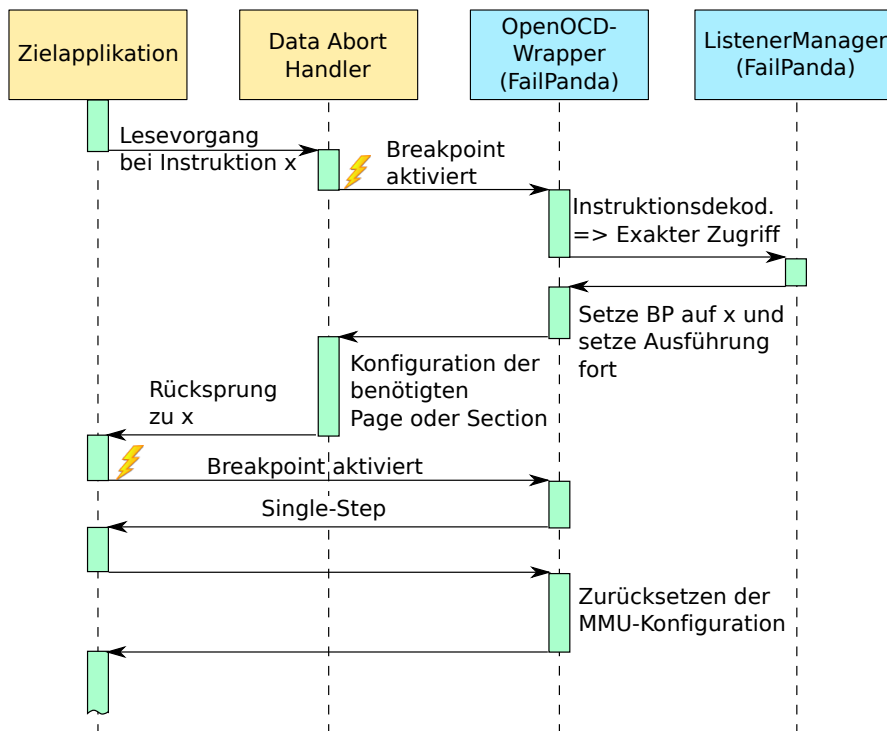 Zielapplikation
Data Abort
Handler
OpenOCD-
Wrapper
(FailPanda)
ListenerManager
(FailPanda)
Lesevorgang
bei Instruktion x
Breakpoint
aktiviert
Instruktionsdekod.
=> Exakter Zugriff
Setze BP auf x und
setze Ausführung
fort
Konfiguration der
benötigten
Page oder Section
Rücksprung
zu x
Breakpoint aktiviert
Single-Step
Zurücksetzen der
MMU-Konfiguration